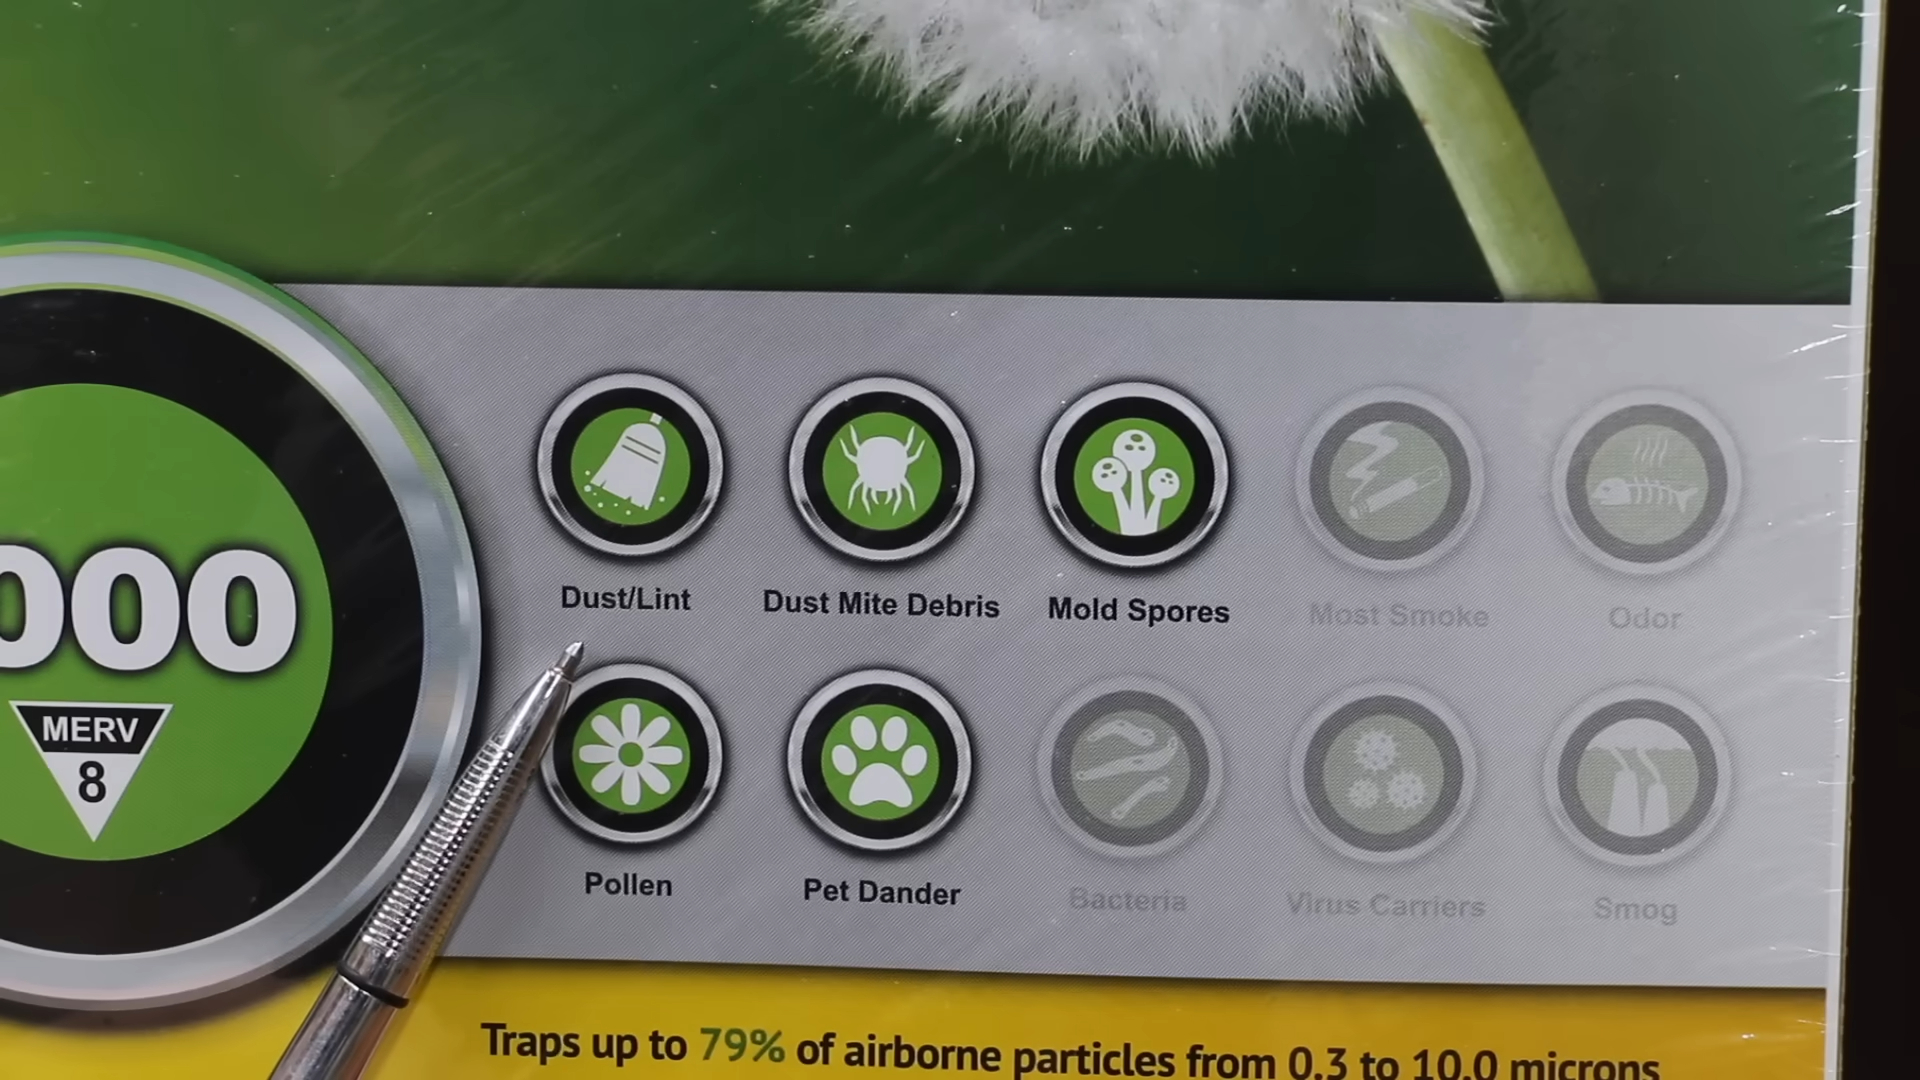 000
MERV
8
Dust/Lint
Dust Mite Debris
Mold Spores
Most Smoke
Odor
Pollen
Pet Dander
Bacteria
Virus Carriers
Smog
Traps up to 79% of airborne particles from 0.3 to 10.0 microns